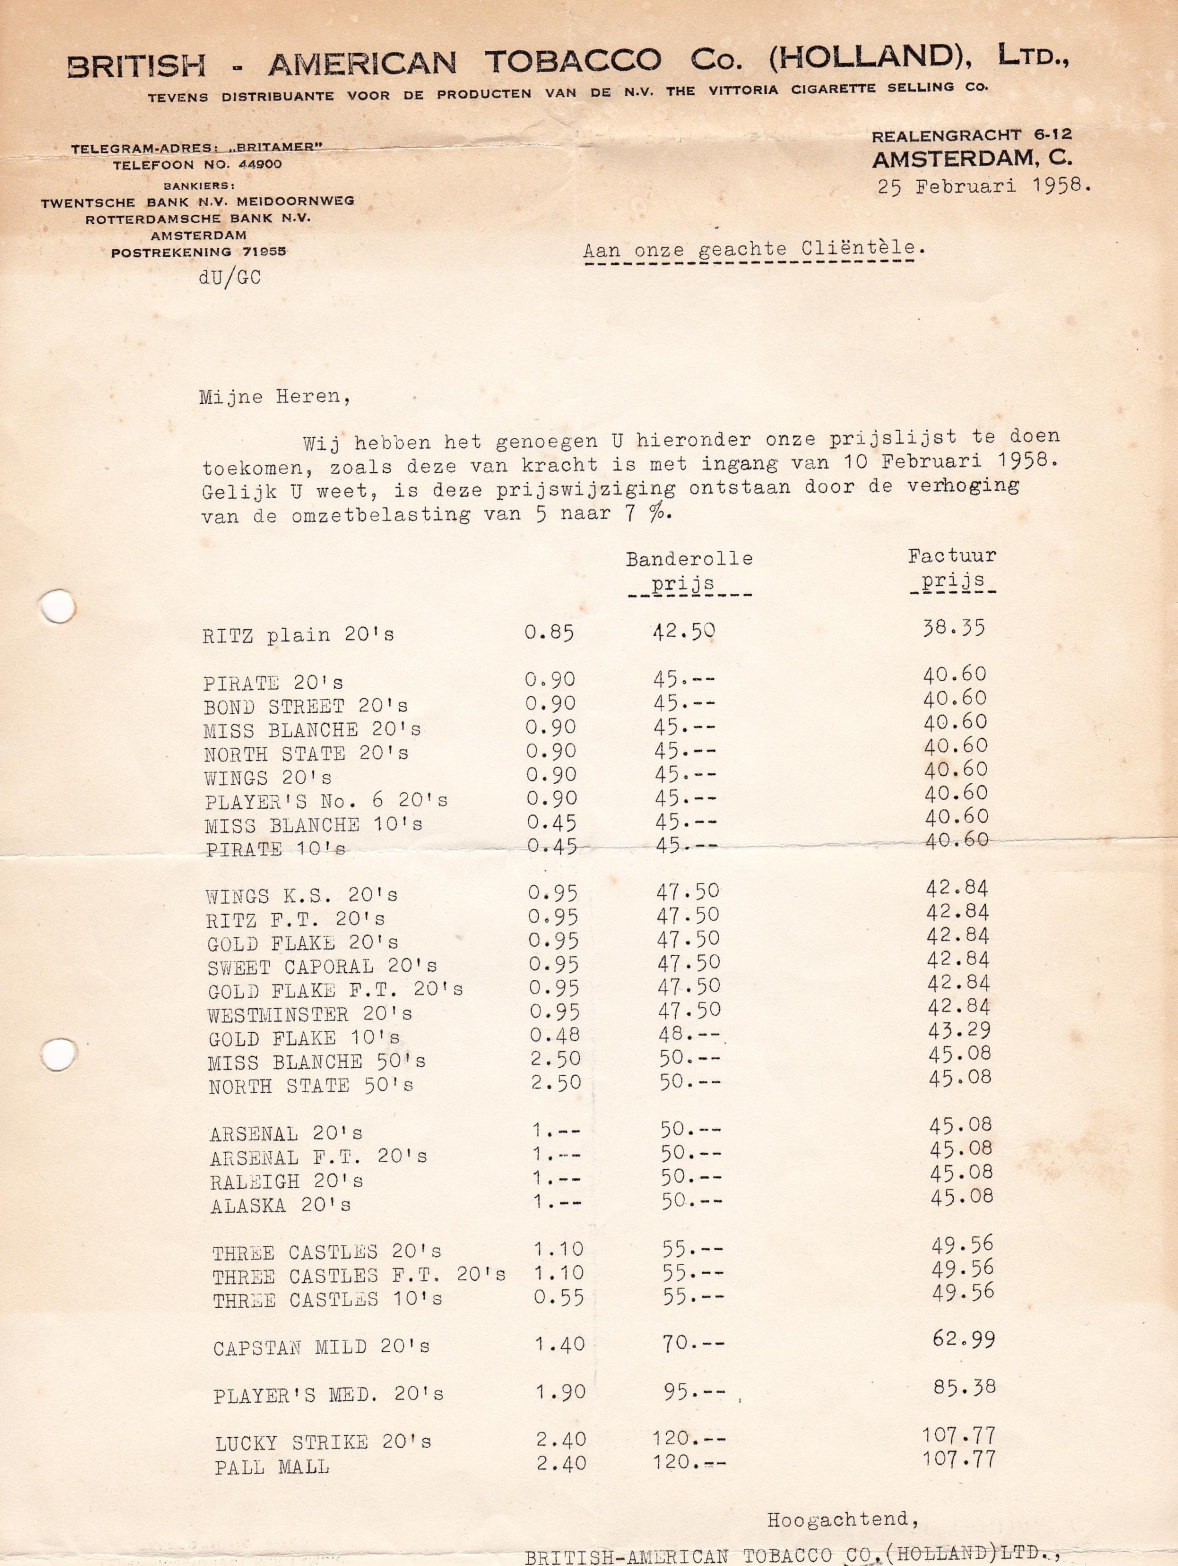 BRITISH - AMERICAN TOBACCO Co. (HOLLAND), LTD.,
TEVENS DISTRIBUANTE VOOR DE PRODUCTEN VAN DE N.V. THE VITTORIA CIGARETTE SELLING CO.
TELEGRAM-ADRES: „BRITAMER”
TELEFOON NO. 44900
BANKIERS:
TWENTSCHE BANK N.V. MEIDOORNWEG
ROTTERDAMSCHE BANK N.V.
AMSTERDAM
POSTREKENING 71955
dU/GC
REALENGRACHT 6-12
AMSTERDAM, C.
25 Februari 1958.
Aan onze geachte Cliëntèle.
Mijne Heren,
Wij hebben het genoegen U hieronder onze prijslijst te doen
toekomen, zoals deze van kracht is met ingang van 10 Februari 1958.
Gelijk U weet, is deze prijswijziging ontstaan door de verhoging
van de omzetbelasting van 5 naar 7 %.
Banderolle Factuur
prijs prijs
RITZ plain 20's 0.85 42.50 38.35
PIRATE 20's 0.90 45.-- 40.60
BOND STREET 20's 0.90 45.-- 40.60
MISS BLANCHE 20's 0.90 45.-- 40.60
NORTH STATE 20's 0.90 45.-- 40.60
WINGS 20's 0.90 45.-- 40.60
PLAYER'S No. 6 20's 0.90 45.-- 40.60
MISS BLANCHE 10's 0.45 45.-- 40.60
PIRATE 10's 0.45 45.-- 40.60
WINGS K.S. 20's 0.95 47.50 42.84
RITZ F.T. 20's 0.95 47.50 42.84
GOLD FLAKE 20's 0.95 47.50 42.84
SWEET CAPORAL 20's 0.95 47.50 42.84
GOLD FLAKE F.T. 20's 0.95 47.50 42.84
WESTMINSTER 20's 0.95 47.50 42.84
GOLD FLAKE 10's 0.48 48.-- 43.29
MISS BLANCHE 50's 2.50 50.-- 45.08
NORTH STATE 50's 2.50 50.-- 45.08
ARSENAL 20's 1.-- 50.-- 45.08
ARSENAL F.T. 20's 1.-- 50.-- 45.08
RALEIGH 20's 1.-- 50.-- 45.08
ALASKA 20's 1.-- 50.-- 45.08
THREE CASTLES 20's 1.10 55.-- 49.56
THREE CASTLES F.T. 20's 1.10 55.-- 49.56
THREE CASTLES 10's 0.55 55.-- 49.56
CAPSTAN MILD 20's 1.40 70.-- 62.99
PLAYER'S MED. 20's 1.90 95.-- 85.38
LUCKY STRIKE 20's 2.40 120.-- 107.77
PALL MALL 2.40 120.-- 107.77
Hoogachtend,
BRITISH-AMERICAN TOBACCO CO.(HOLLAND)LTD.,